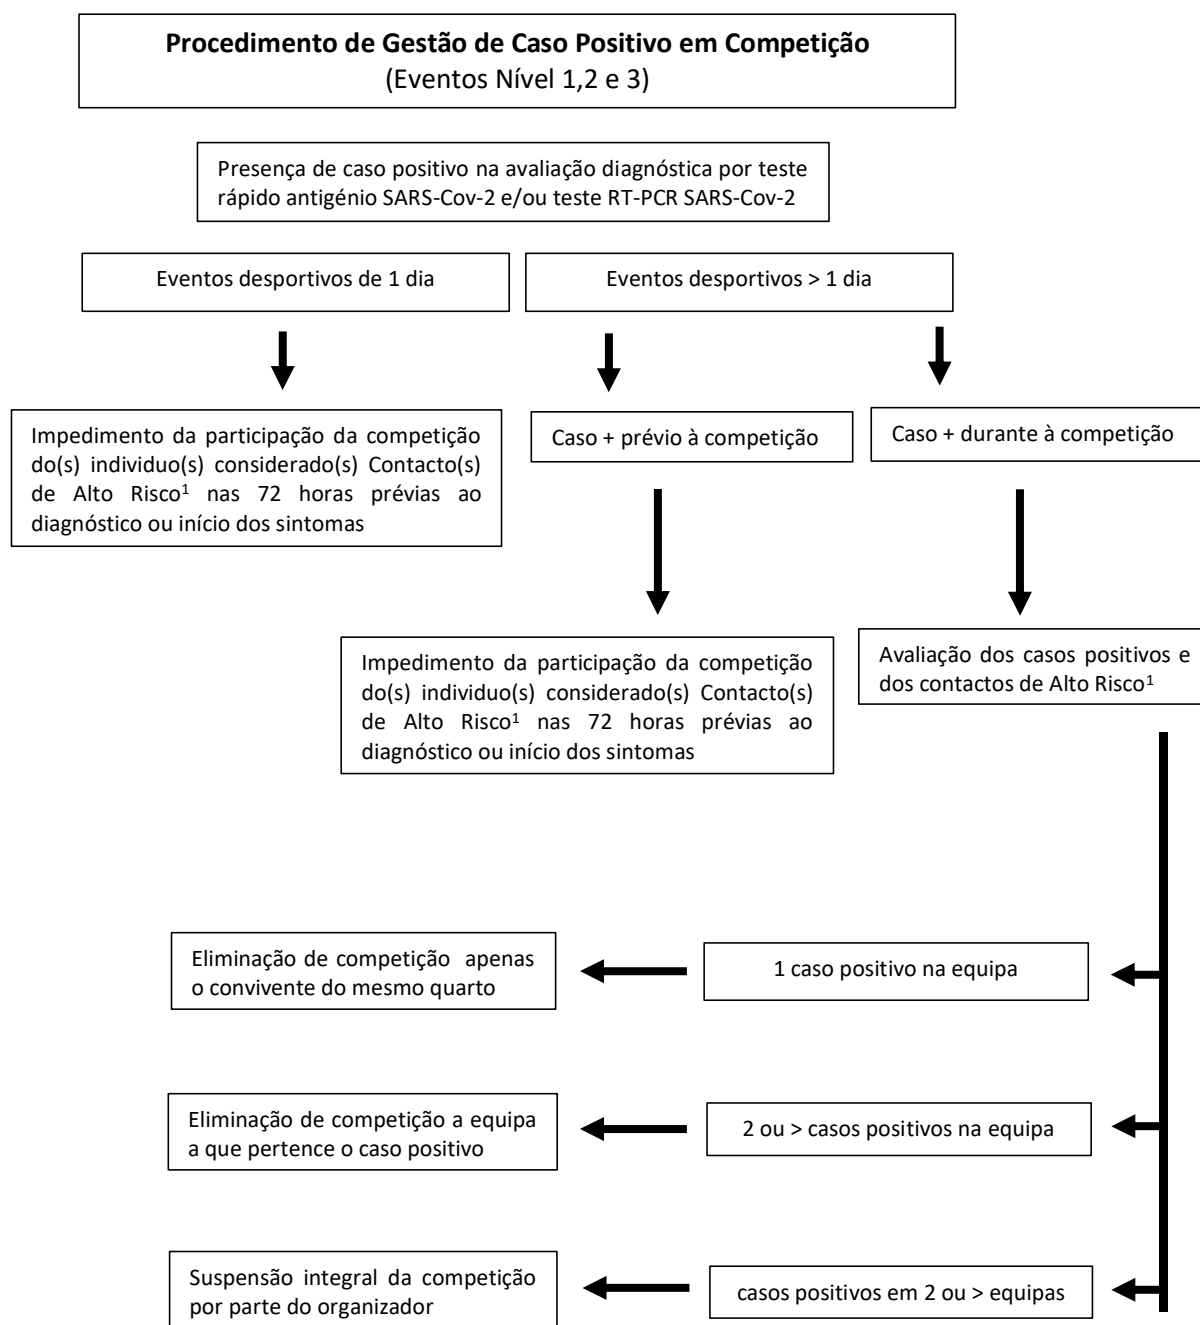 Procedimento de Gestão de Caso Positivo em Competição
(Eventos Nível 1,2 e 3)
Presença de caso positivo na avaliação diagnóstica por teste
rápido antigénio SARS-Cov-2 e/ou teste RT-PCR SARS-Cov-2
Eventos desportivos de 1 dia
Eventos desportivos > 1 dia
Impedimento da participação da competição
do(s) individuo(s) considerado(s) Contacto(s)
de Alto Risco¹ nas 72 horas prévias ao
diagnóstico ou início dos sintomas
Caso + prévio à competição
Caso + durante à competição
Impedimento da participação da competição
do(s) individuo(s) considerado(s) Contacto(s)
de Alto Risco¹ nas 72 horas prévias ao
diagnóstico ou início dos sintomas
Avaliação dos casos positivos e
dos contactos de Alto Risco¹
Eliminação de competição apenas
o convivente do mesmo quarto
1 caso positivo na equipa
Eliminação de competição a equipa
a que pertence o caso positivo
2 ou > casos positivos na equipa
Suspensão integral da competição
por parte do organizador
casos positivos em 2 ou > equipas